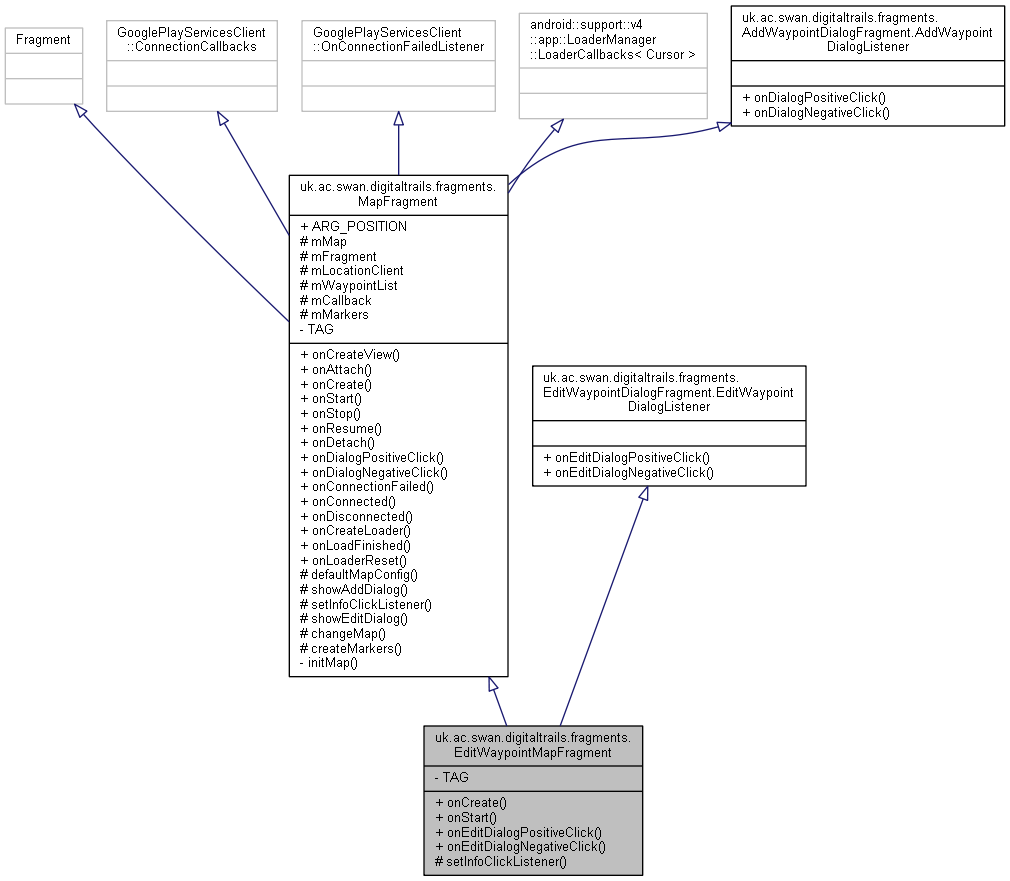 Fragment
GooglePlayServicesClient
::ConnectionCallbacks
GooglePlayServicesClient
::OnConnectionFailedListener
android::support::v4
::app::LoaderManager
::LoaderCallbacks< Cursor >
uk.ac.swan.digitaltrails.fragments.
AddWaypointDialogFragment.AddWaypoint
DialogListener
+ onDialogPositiveClick()
+ onDialogNegativeClick()
uk.ac.swan.digitaltrails.fragments.
MapFragment
+ ARG_POSITION
# mMap
# mFragment
# mLocationClient
# mWaypointList
# mCallback
# mMarkers
- TAG
+ onCreateView()
+ onAttach()
+ onCreate()
+ onStart()
+ onStop()
+ onResume()
+ onDetach()
+ onDialogPositiveClick()
+ onDialogNegativeClick()
+ onConnectionFailed()
+ onConnected()
+ onDisconnected()
+ onCreateLoader()
+ onLoadFinished()
+ onLoaderReset()
# defaultMapConfig()
# showAddDialog()
# setInfoClickListener()
# showEditDialog()
# changeMap()
# createMarkers()
- initMap()
uk.ac.swan.digitaltrails.fragments.
EditWaypointDialogFragment.EditWaypoint
DialogListener
+ onEditDialogPositiveClick()
+ onEditDialogNegativeClick()
uk.ac.swan.digitaltrails.fragments.
EditWaypointMapFragment
- TAG
+ onCreate()
+ onStart()
+ onEditDialogPositiveClick()
+ onEditDialogNegativeClick()
# setInfoClickListener()